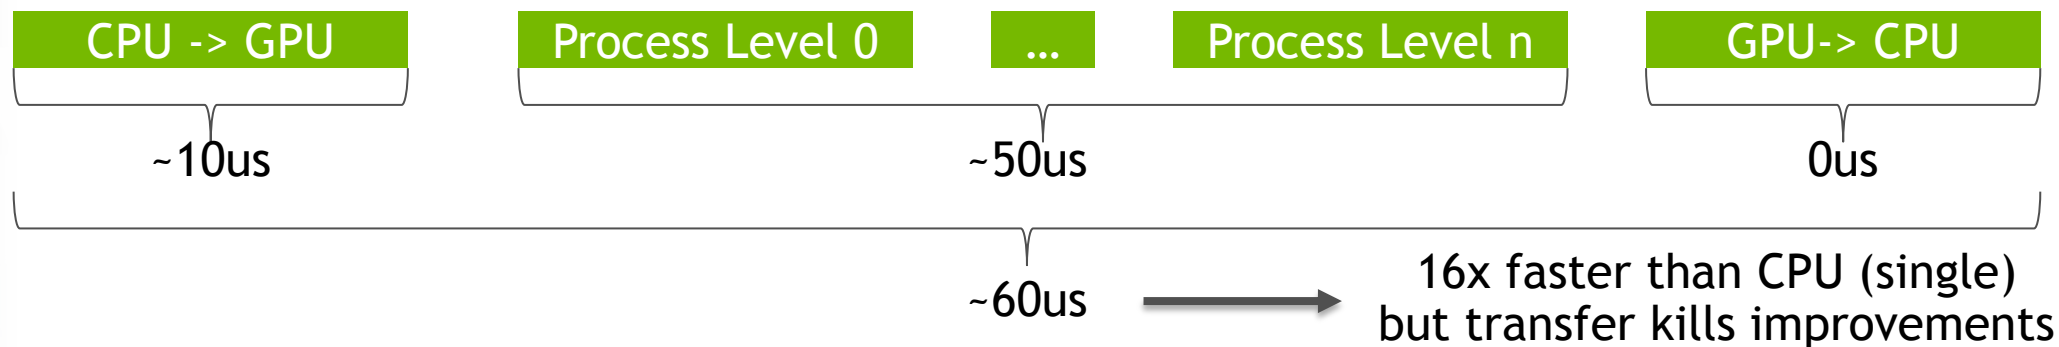 CPU -> GPU
Process Level 0
...
Process Level n
GPU-> CPU
~10us
~50us
0us
~60us
16x faster than CPU (single)
but transfer kills improvements